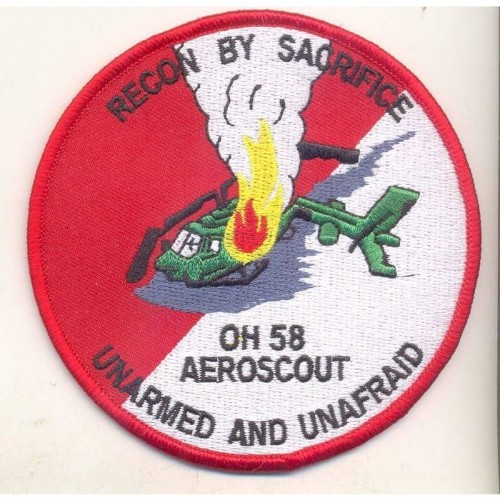 RECON BY SACRIFICE
OH 58
AEROSCOUT
UNARMED AND UNAFRAID